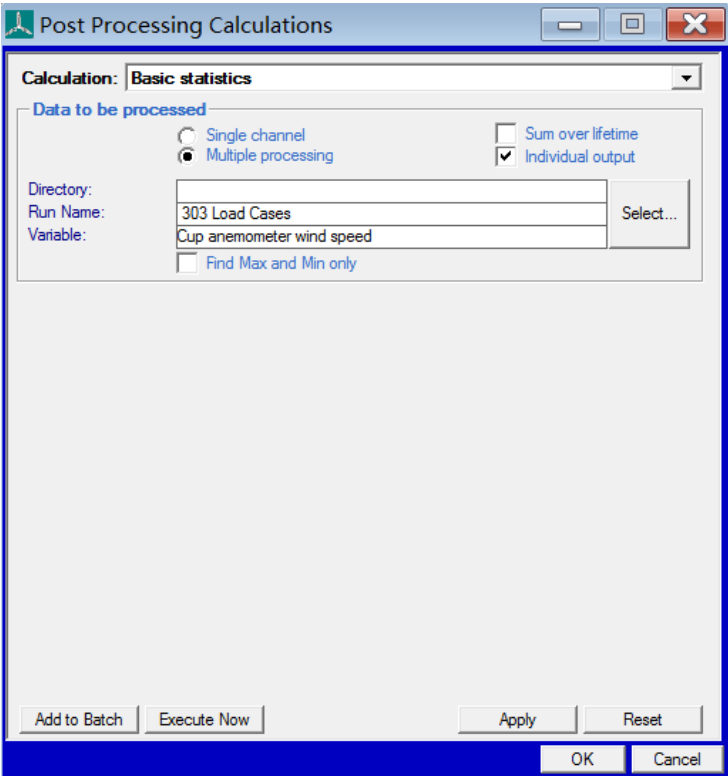 Post Processing Calculations
Calculation: Basic statistics
Data to be processed
Single channel
Sum over lifetime
Multiple processing
Individual output
Directory:
Run Name: 303 Load Cases
Select...
Variable: Cup anemometer wind speed
Find Max and Min only
Add to Batch Execute Now Apply Reset
OK Cancel